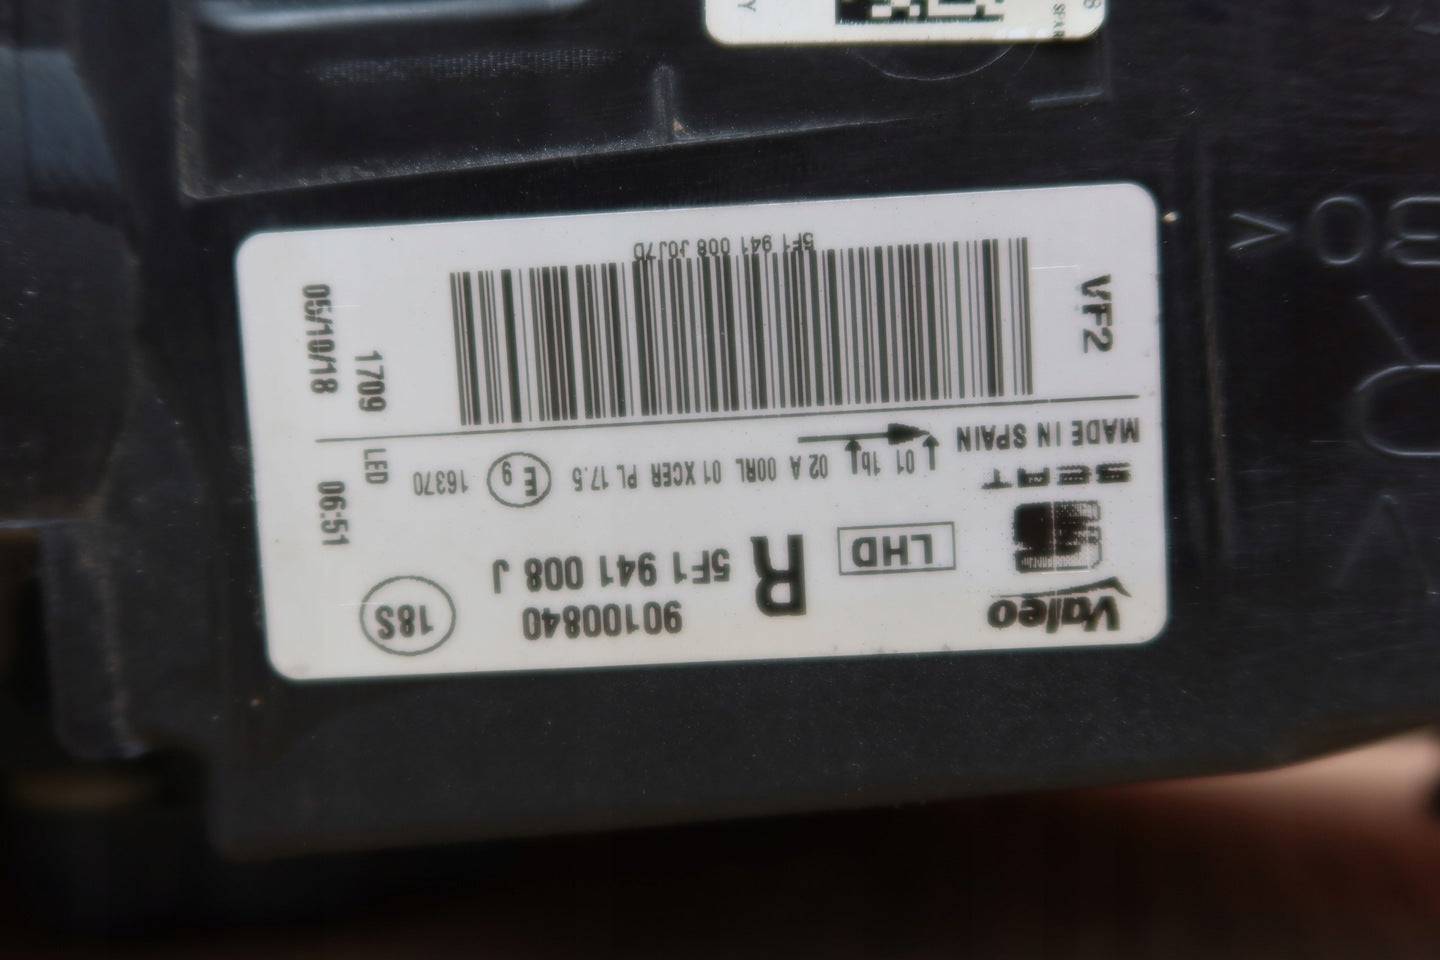 Valeo
SEAT
MADE IN SPAIN
LHD
R
90100840
5F1 941 008 J
18S
01 1b 02 A 00RL 01 XCER PL 17.5 E9 16370
LED
06:51
VF2
5F1 941 008 J0J7D
1709
05/10/18